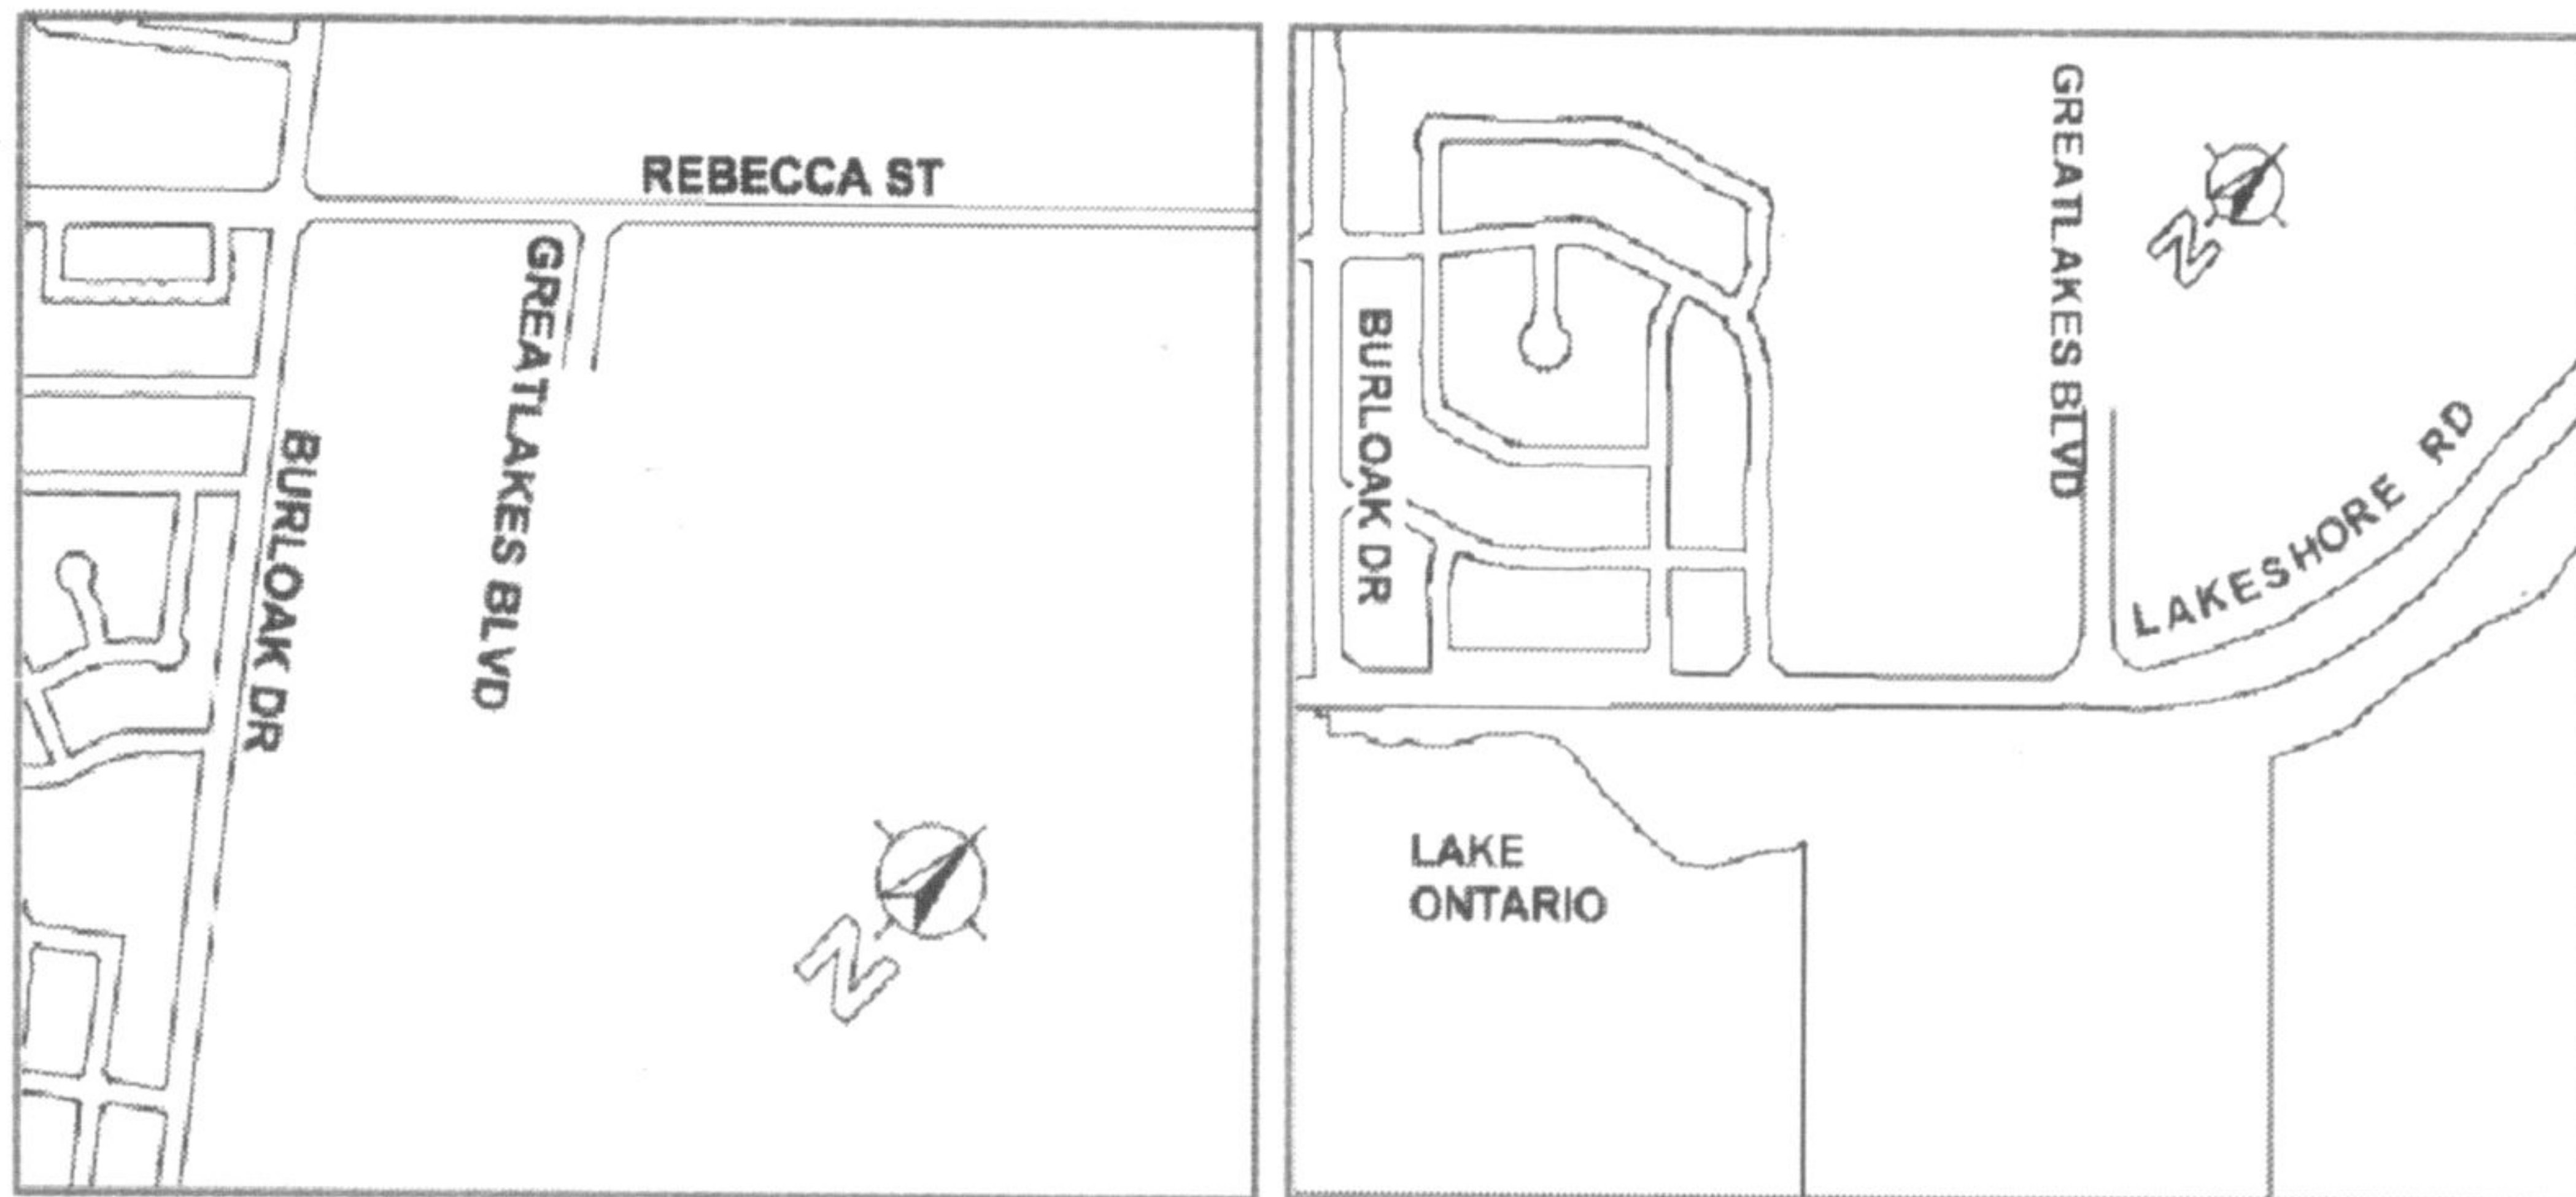 REBECCA ST
GREATLAKES BLVD
BURLOAK DR
N
GREATLAKES BLVD
N
BURLOAK DR
LAKESHORE RD
LAKE
ONTARIO